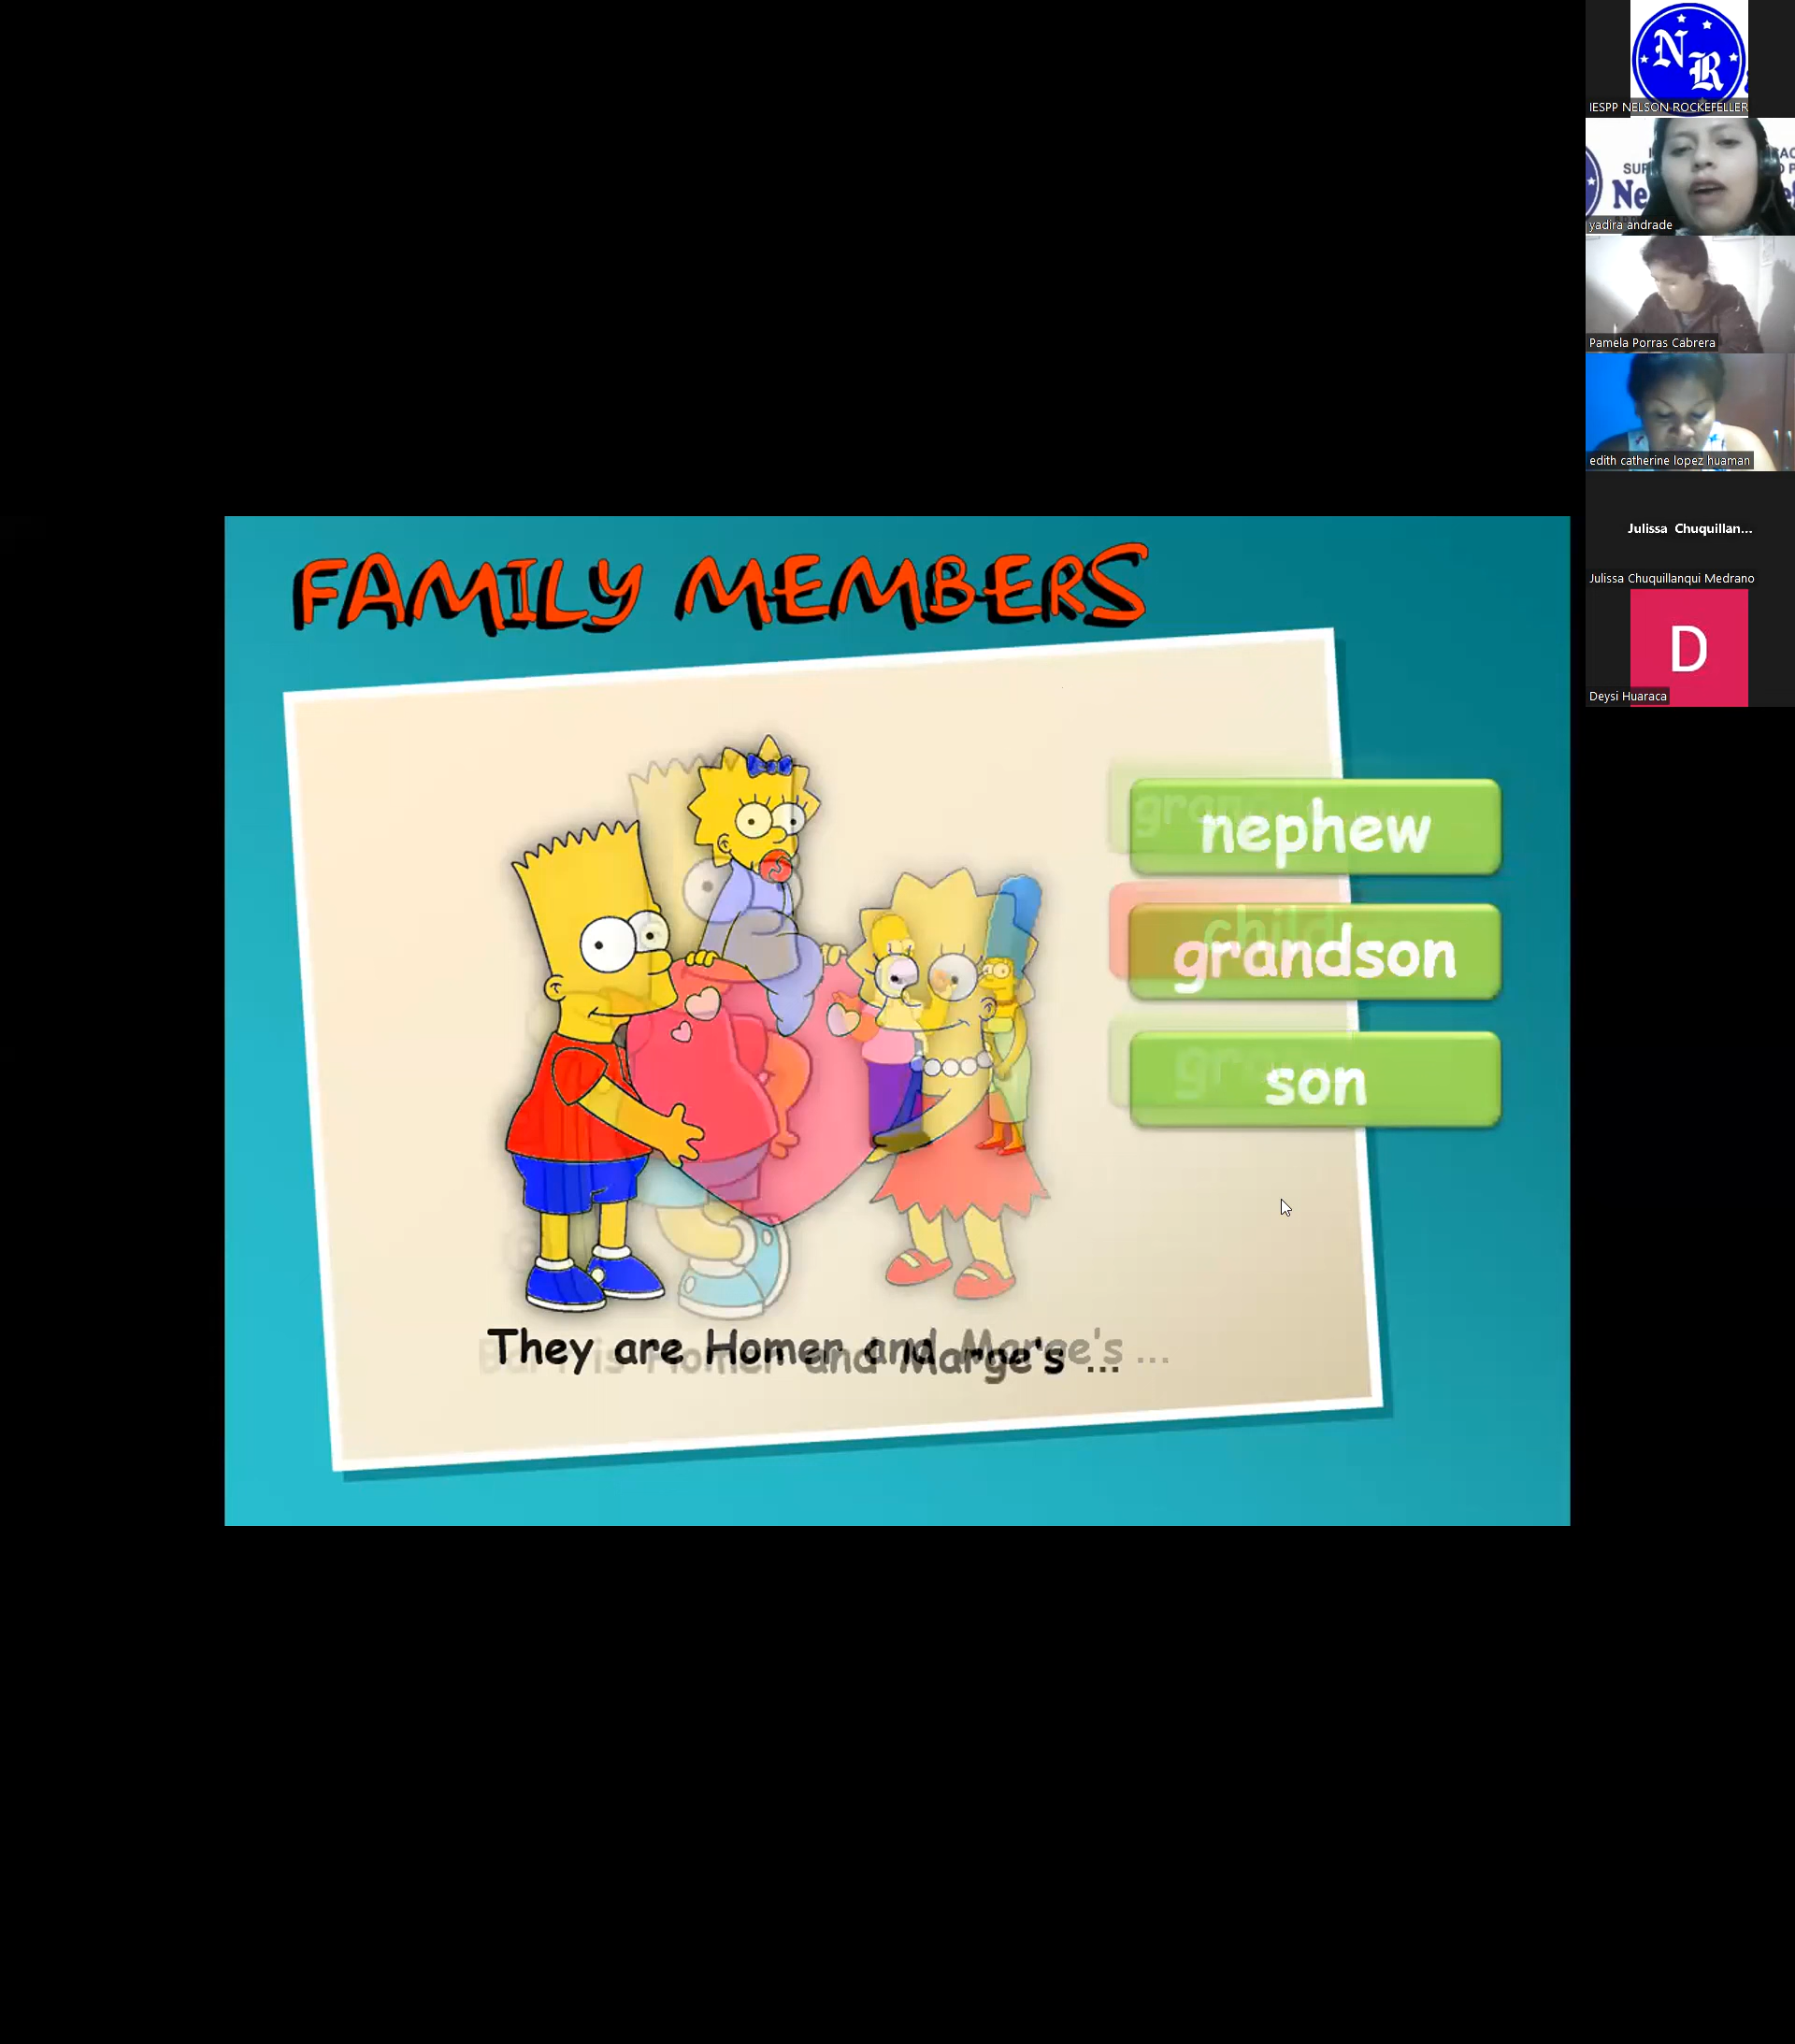 FAMILY MEMBERS
nephew
grandson
son
They are Homer and Marge's ...
N R
IESPP NELSON ROCKEFELLER
Ne
yadira andrade
Pamela Porras Cabrera
edith catherine lopez huaman
Julissa Chuquillan...
Julissa Chuquillanqui Medrano
D
Deysi Huaraca